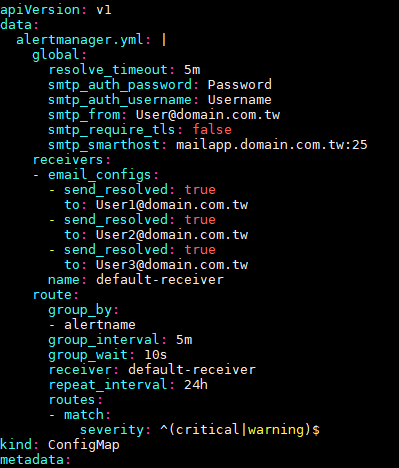 apiVersion: v1
data:
  alertmanager.yml: |
    global:
      resolve_timeout: 5m
      smtp_auth_password: Password
      smtp_auth_username: Username
      smtp_from: User@domain.com.tw
      smtp_require_tls: false
      smtp_smarthost: mailapp.domain.com.tw:25
    receivers:
    - email_configs:
      - send_resolved: true
        to: User1@domain.com.tw
      - send_resolved: true
        to: User2@domain.com.tw
      - send_resolved: true
        to: User3@domain.com.tw
      name: default-receiver
    route:
      group_by:
      - alertname
      group_interval: 5m
      group_wait: 10s
      receiver: default-receiver
      repeat_interval: 24h
      routes:
      - match:
          severity: ^(critical|warning)$
kind: ConfigMap
metadata: